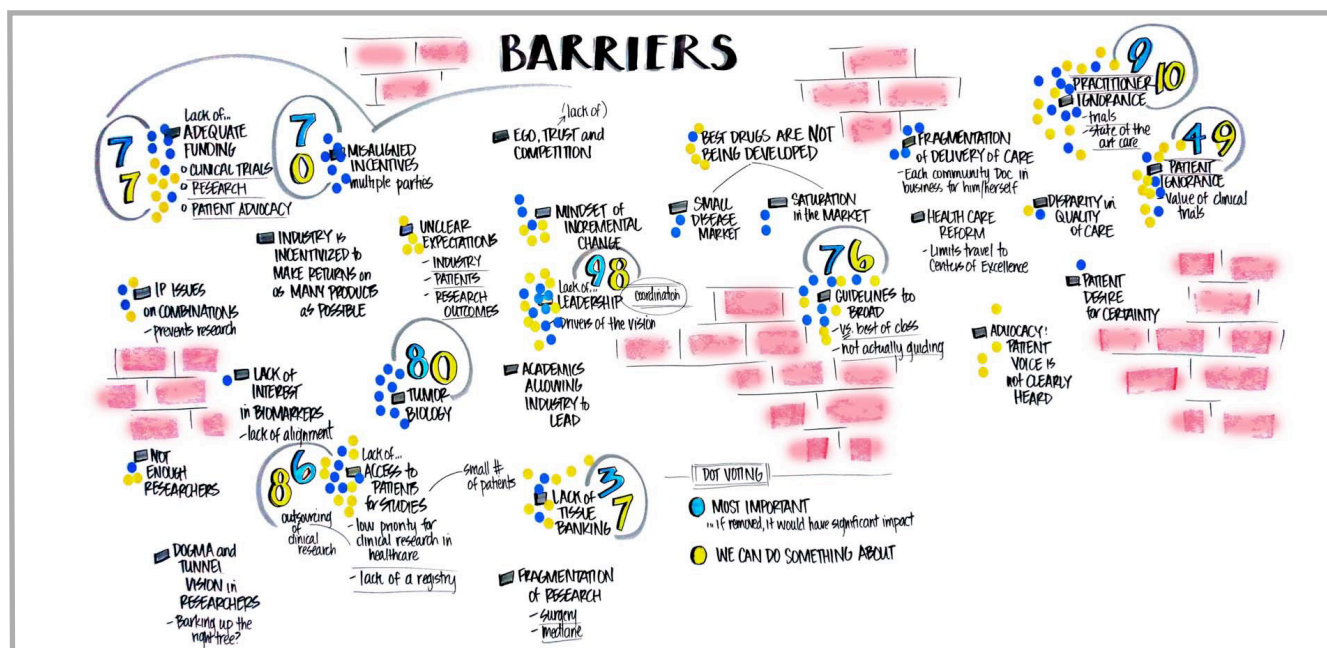 BARRIERS
Lack of...
ADEQUATE
FUNDING
CLINICAL TRIALS
RESEARCH
PATIENT ADVOCACY
7
7
7
0
MISALIGNED
INCENTIVES
multiple parties
INDUSTRY is
INCENTIVIZED to
MAKE RETURNS on
as MANY PRODUCTS
as POSSIBLE
UNCLEAR
EXPECTATIONS
- INDUSTRY
- PATIENTS
- RESEARCH
OUTCOMES
(lack of)
EGO, TRUST and
COMPETITION
MINDSET of
INCREMENTAL
CHANGE
9 8
Lack of...
LEADERSHIP
coordination
- Drivers of the vision
ACADEMICS
ALLOWING
INDUSTRY to
LEAD
BEST DRUGS ARE NOT
BEING DEVELOPED
SMALL
DISEASE
MARKET
SATURATION
in the MARKET
FRAGMENTATION
of DELIVERY of CARE
- Each community Doc. in
business for him/herself
HEALTH CARE
REFORM
- Limits travel to
Centers of Excellence
7 6
GUIDELINES too
BROAD
- vs. best of class
- not actually guiding
9
10
PRACTITIONER
IGNORANCE
- trials
- state of the
art care
4 9
PATIENT
IGNORANCE
- Value of clinical
trials
DISPARITY in
QUALITY
OF CARE
PATIENT
DESIRE
for CERTAINTY
ADVOCACY!
PATIENT
VOICE is
not CLEARLY
HEARD
IP ISSUES
on COMBINATIONS
- prevents research
LACK of
INTEREST
in BIOMARKERS
- lack of alignment
8 0
TUMOR
BIOLOGY
NOT
ENOUGH
RESEARCHERS
8 6
outsourcing
of
clinical
research
Lack of...
ACCESS to
PATIENTS
for STUDIES
small #
of patients
- low priority for
clinical research in
healthcare
- lack of a registry
3
7
LACK of
TISSUE
BANKING
DOGMA and
TUNNEL
VISION in
RESEARCHERS
- Barking up the
right tree?
FRAGMENTATION
of RESEARCH
- surgery
DOT VOTING
MOST IMPORTANT
... if removed, it would have significant impact
WE CAN DO SOMETHING ABOUT